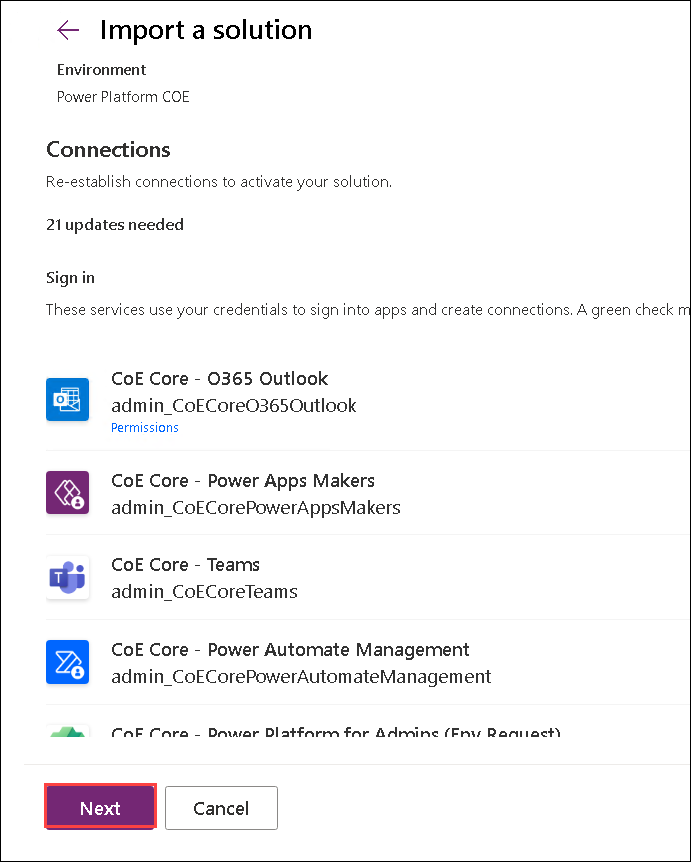 Import a solution
Environment
Power Platform COE
Connections
Re-establish connections to activate your solution.
21 updates needed
Sign in
These services use your credentials to sign into apps and create connections. A green check m
CoE Core - O365 Outlook
admin_CoECoreO365Outlook
Permissions
CoE Core - Power Apps Makers
admin_CoECorePowerAppsMakers
CoE Core - Teams
admin_CoECoreTeams
CoE Core - Power Automate Management
admin_CoECorePowerAutomateManagement
CoE Core - Power Platform for Admins (Env Request)
Next
Cancel